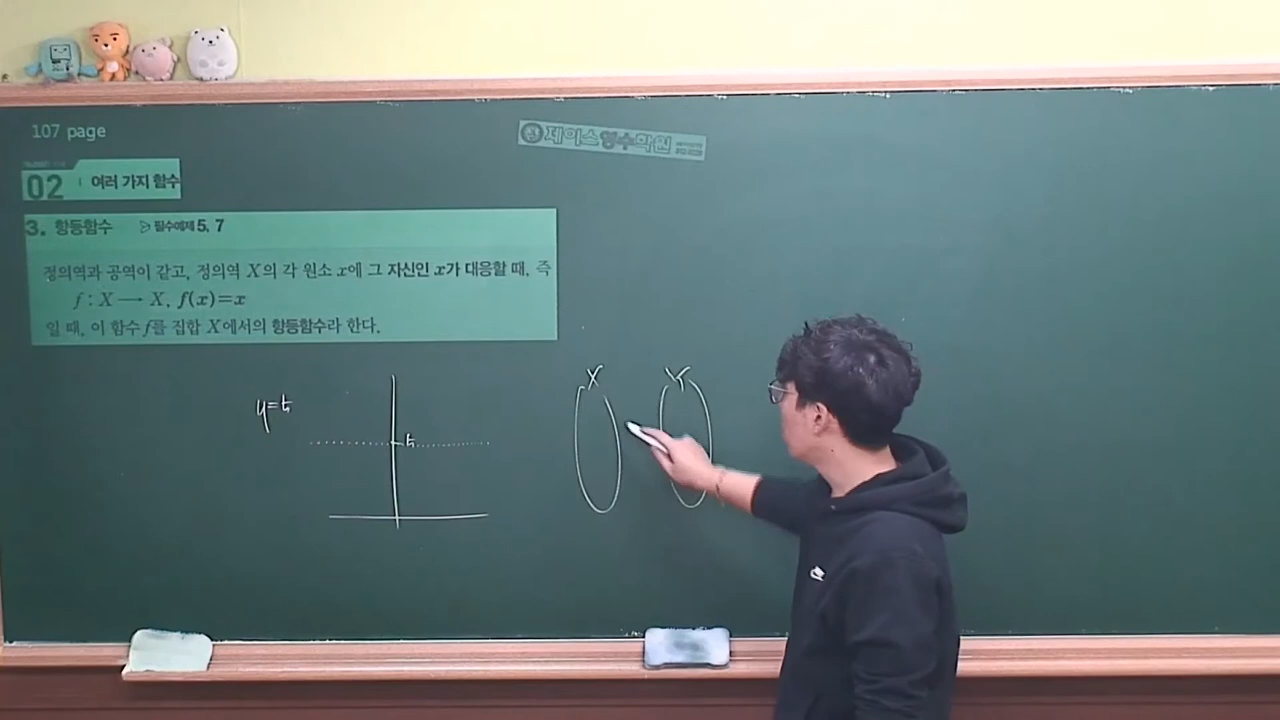 107 page
제이스영수학원
02 여러 가지 함수
3. 항등함수 필수예제 5, 7
정의역과 공역이 같고, 정의역 X의 각 원소 x에 그 자신인 x가 대응할 때, 즉
f : X ─→ X, f(x)=x
일 때, 이 함수 f를 집합 X에서의 항등함수라 한다.
X Y
y=k
k